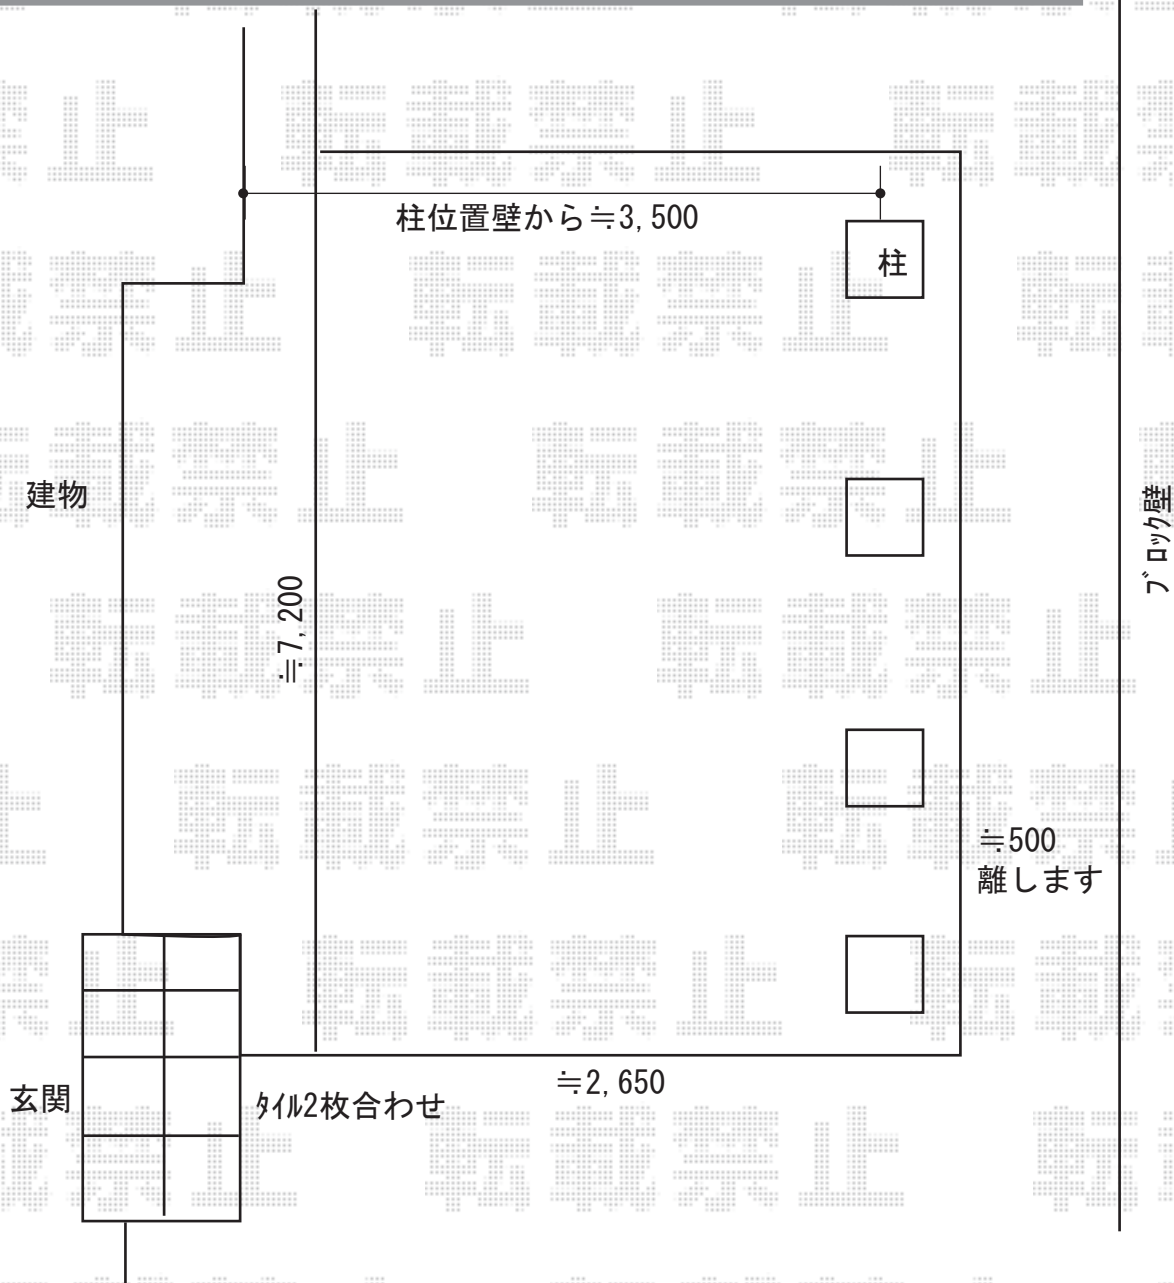 柱位置壁から≒3,500
柱
建物
ブロック壁
≒7,200
≒500
離します
玄関
タイル2枚合わせ
≒2,650
転載禁止